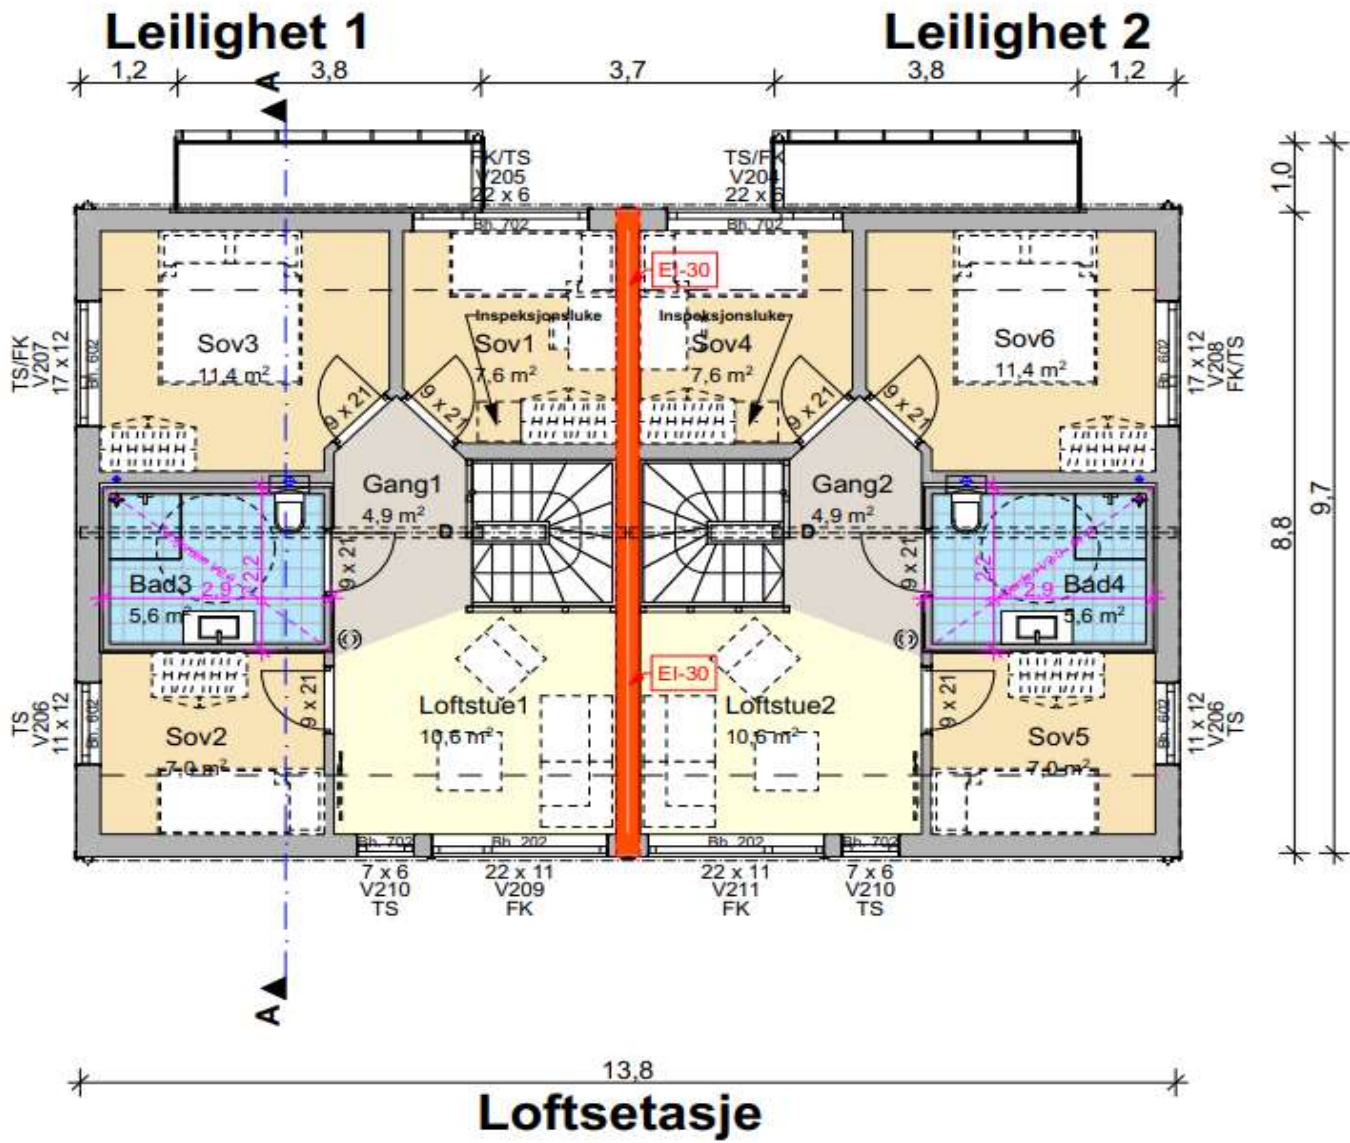 Leilighet 1
Leilighet 2
1,2
3,8
3,7
3,8
1,2
A
FK/TS
V205
22 x 6
TS/FK
V204
22 x 6
Bh. 702
Bh. 702
1,0
9,7
8,8
EI-30
Inspeksjonsluke
Inspeksjonsluke
TS/FK
V207
17 x 12
Bh. 602
Sov3
11,4 m²
Sov1
7,6 m²
Sov4
7,6 m²
Sov6
11,4 m²
Bh. 602
17 x 12
V208
FK/TS
9 x 21
9 x 21
9 x 21
9 x 21
Gang1
4,9 m²
Gang2
4,9 m²
D
D
Bad3
5,6 m²
2,9
2,2
9 x 21
9 x 21
2,2
2,9
Bad4
5,6 m²
EI-30
TS
V206
11 x 12
Bh. 602
Sov2
7,0 m²
9 x 21
Loftstue1
10,6 m²
Loftstue2
10,6 m²
9 x 21
Sov5
7,0 m²
Bh. 602
11 x 12
V206
TS
Bh. 702
Bh. 202
Bh. 202
Bh. 702
7 x 6
V210
TS
22 x 11
V209
FK
22 x 11
V211
FK
7 x 6
V210
TS
A
13,8
Loftsetasje